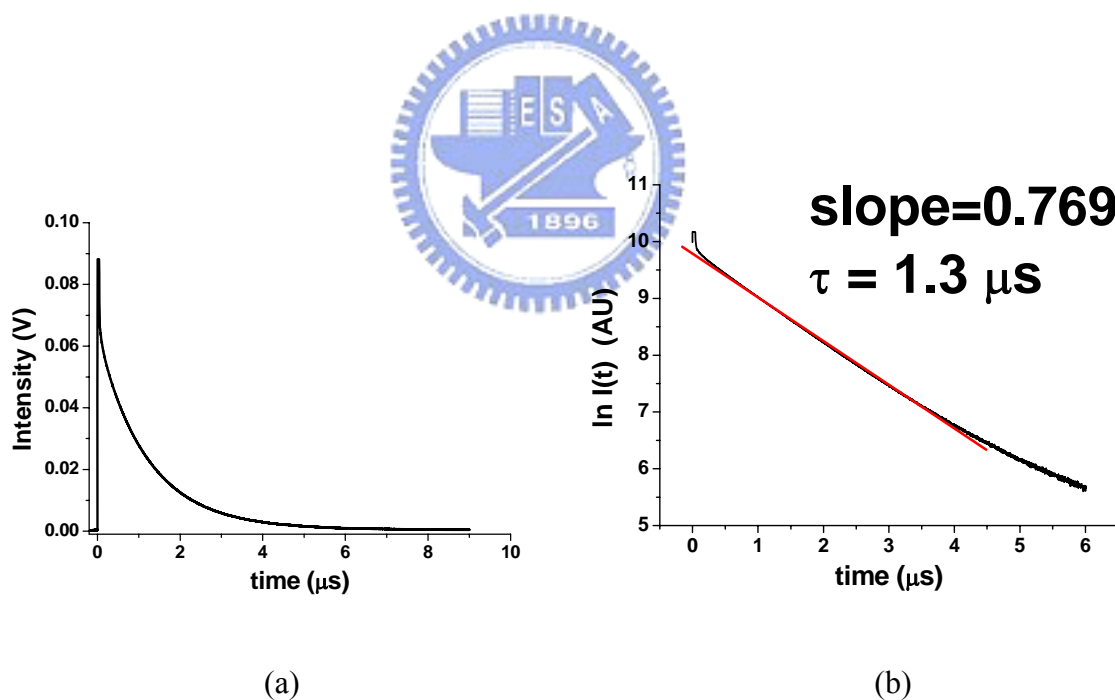 E S A
1896
0.10
0.08
0.06
0.04
0.02
0.00
Intensity (V)
0 2 4 6 8 10
time (μs)
(a)
11
10
9
8
7
6
5
ln I(t) (AU)
slope=0.769
τ = 1.3 μs
0 1 2 3 4 5 6
time (μs)
(b)